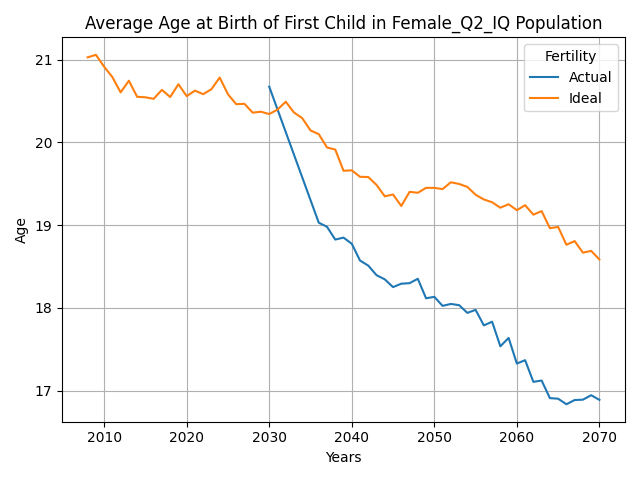 Average Age at Birth of First Child in Female_Q2_IQ Population
Fertility
Actual
Ideal
Age
21
20
19
18
17
2010 2020 2030 2040 2050 2060 2070
Years